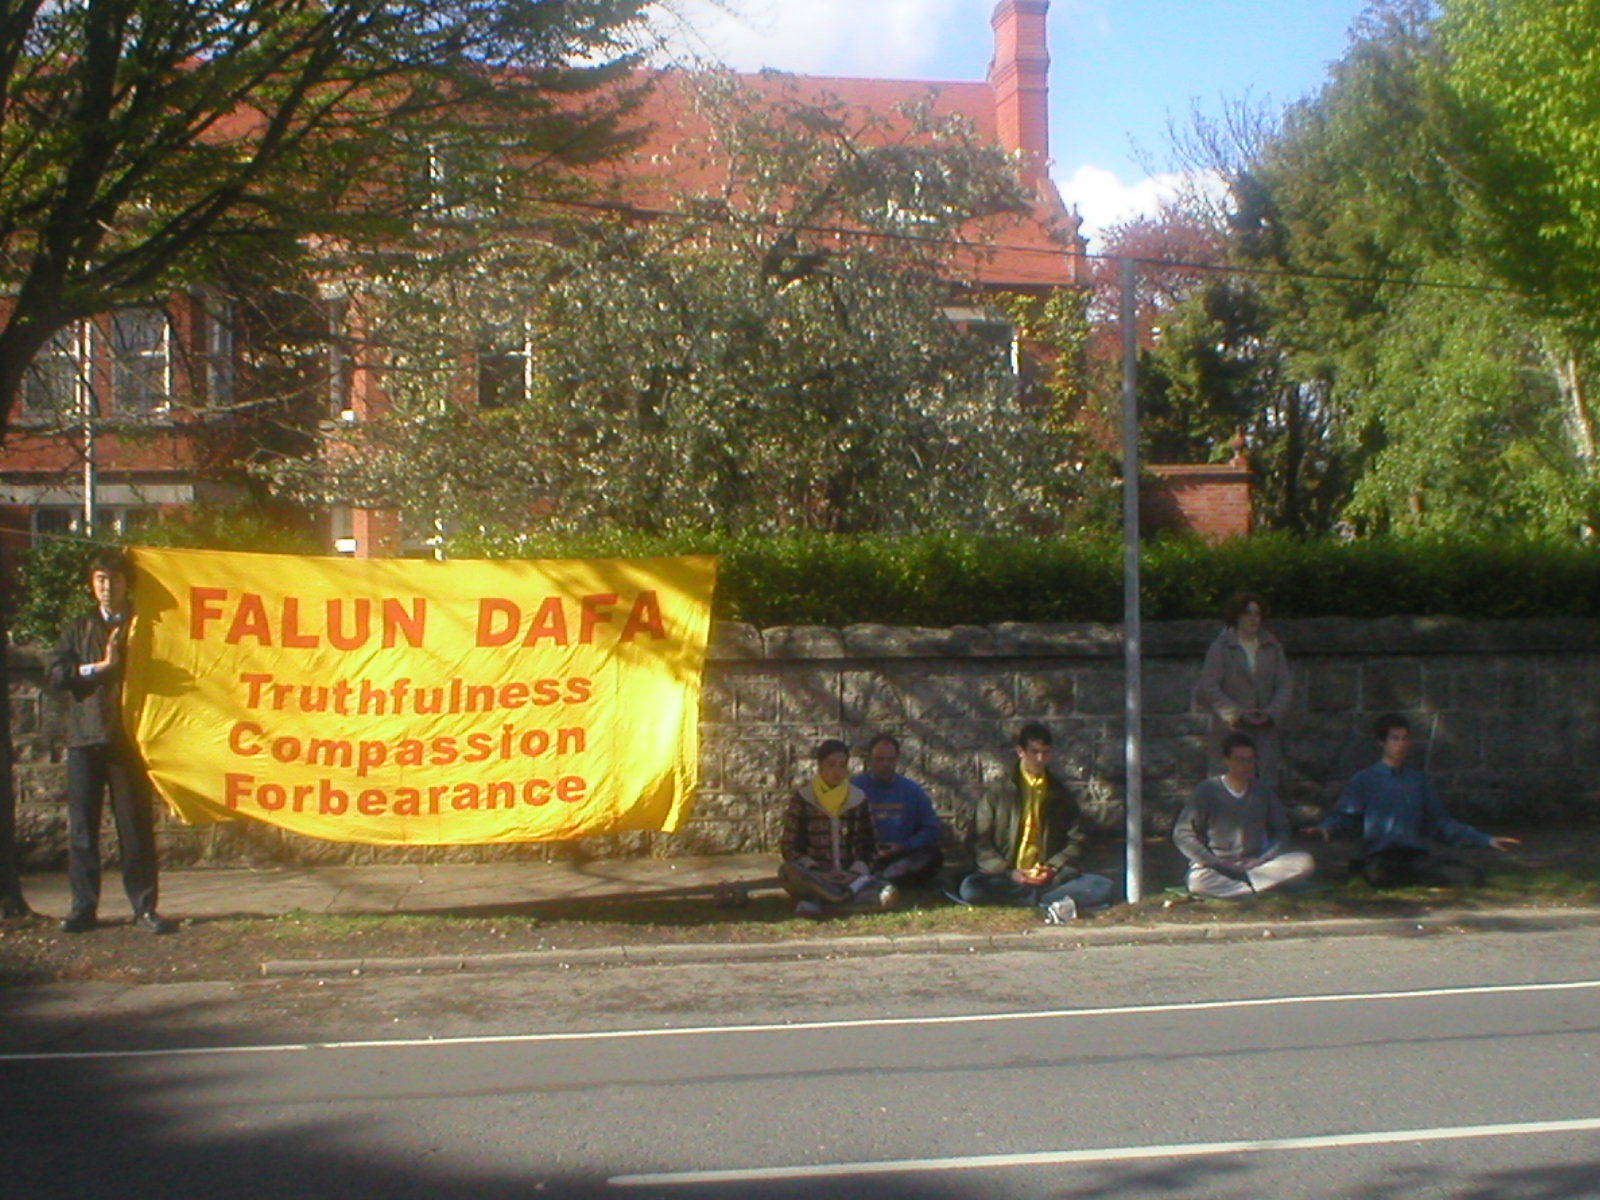 FALUN DAFA
Truthfulness
Compassion
Forbearance